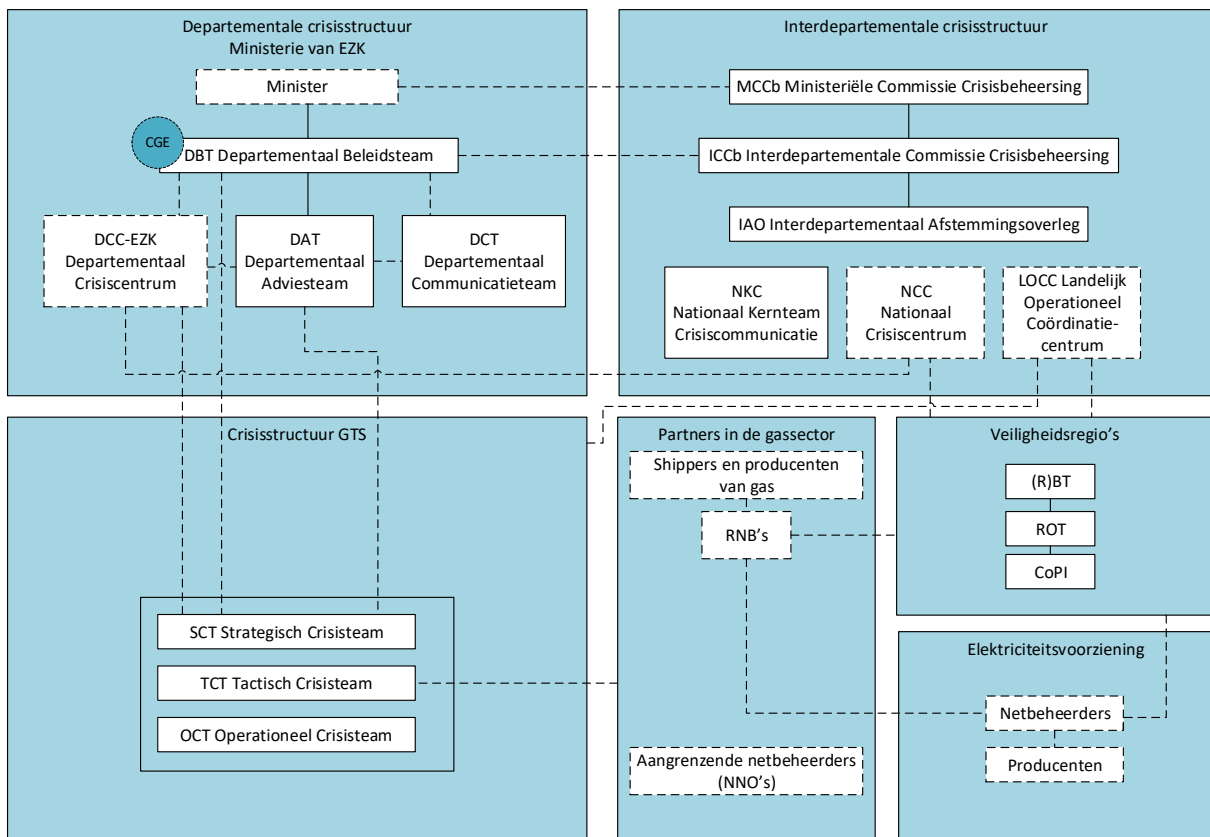 Departementale crisisstructuur
Ministerie van EZK
Minister
CGE
DBT Departementaal Beleidsteam
DCC-EZK
Departementaal
Crisiscentrum
DAT
Departementaal
Adviesteam
DCT
Departementaal
Communicatieteam
Interdepartementale crisisstructuur
MCCb Ministeriële Commissie Crisisbeheersing
ICCb Interdepartementale Commissie Crisisbeheersing
IAO Interdepartementaal Afstemmingsoverleg
NKC
Nationaal Kernteam
Crisiscommunicatie
NCC
Nationaal
Crisiscentrum
LOCC Landelijk
Operationeel
Coördinatie-
centrum
Crisisstructuur GTS
SCT Strategisch Crisisteam
TCT Tactisch Crisisteam
OCT Operationeel Crisisteam
Partners in de gassector
Shippers en producenten
van gas
RNB's
Aangrenzende netbeheerders
(NNO's)
Veiligheidsregio's
(R)BT
ROT
CoPI
Elektriciteitsvoorziening
Netbeheerders
Producenten